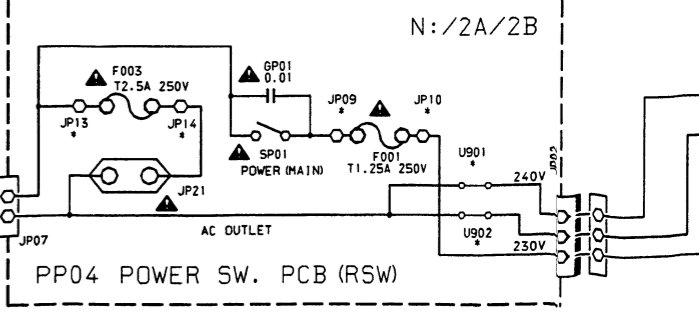 N:/2A/2B
F003
T2.5A 250V
GP01
0.01
JP09
*
JP10
*
JP13
*
JP14
*
SP01
POWER (MAIN)
F001
T1.25A 250V
U901
*
JP02
JP21
240V
AC OUTLET
U902
*
230V
JP07
PP04 POWER SW. PCB (RSW)